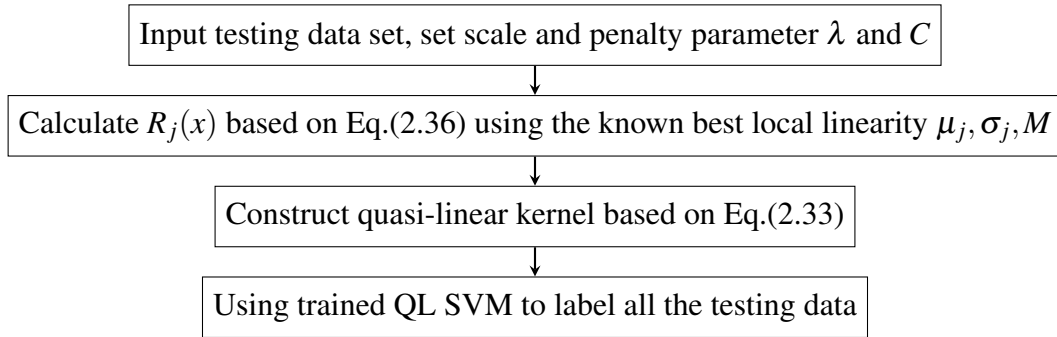 Input testing data set, set scale and penalty parameter λ and C
Calculate R_j(x) based on Eq.(2.36) using the known best local linearity μ_j, σ_j, M
Construct quasi-linear kernel based on Eq.(2.33)
Using trained QL SVM to label all the testing data